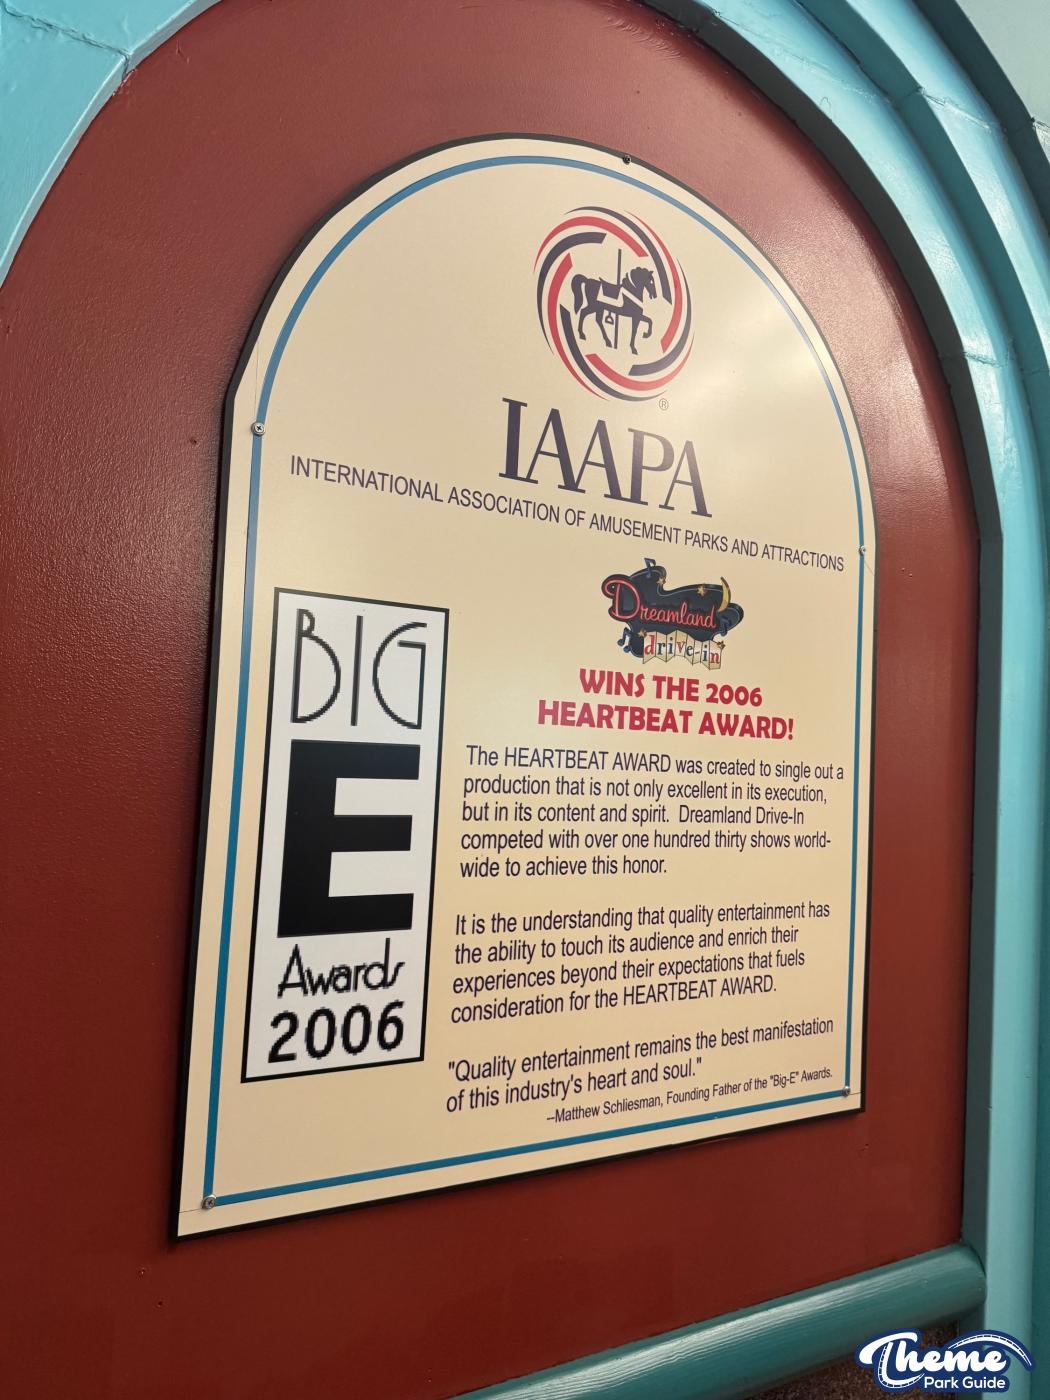 ®
IAAPA
INTERNATIONAL ASSOCIATION OF AMUSEMENT PARKS AND ATTRACTIONS
Dreamland
drive-in
WINS THE 2006
HEARTBEAT AWARD!
BIG
E
Awards
2006
The HEARTBEAT AWARD was created to single out a
production that is not only excellent in its execution,
but in its content and spirit. Dreamland Drive-In
competed with over one hundred thirty shows world-
wide to achieve this honor.
It is the understanding that quality entertainment has
the ability to touch its audience and enrich their
experiences beyond their expectations that fuels
consideration for the HEARTBEAT AWARD.
"Quality entertainment remains the best manifestation
of this industry's heart and soul."
--Matthew Schliesman, Founding Father of the "Big-E" Awards.
Theme
Park Guide